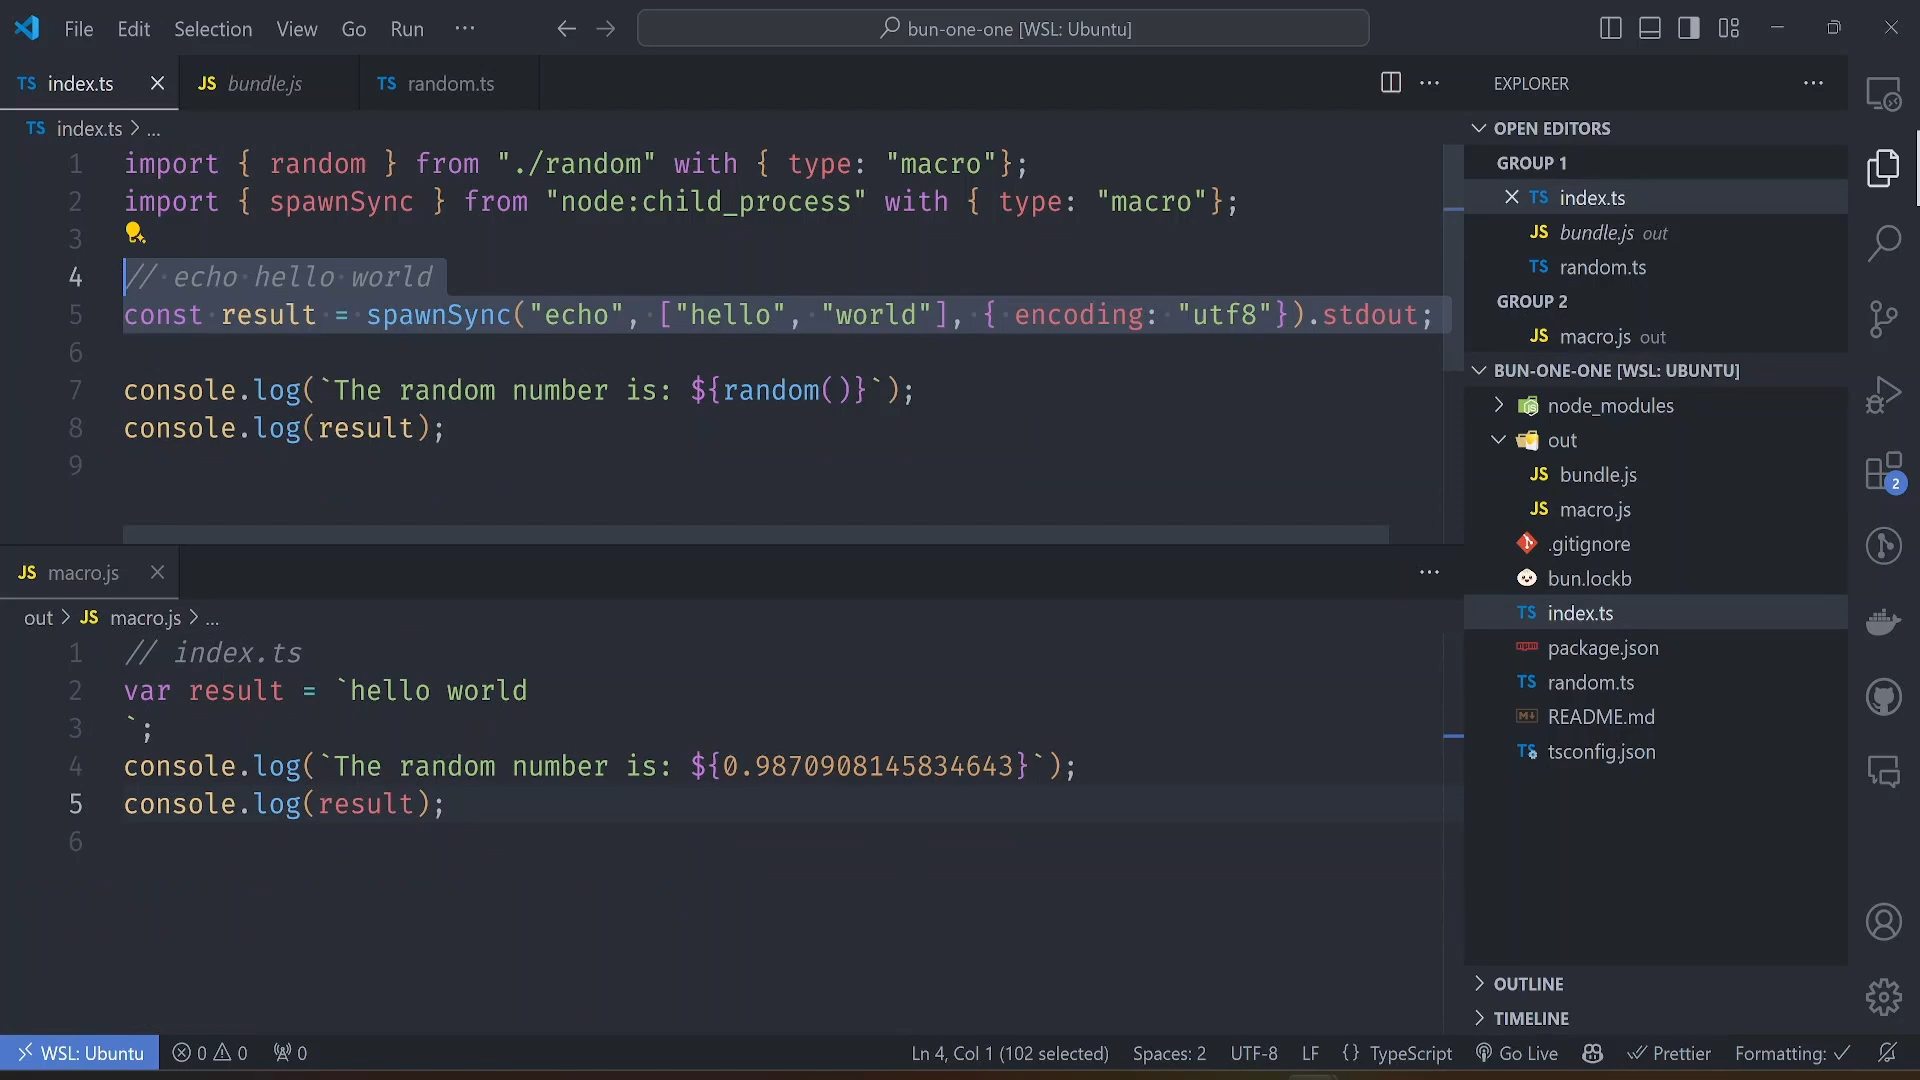 File Edit Selection View Go Run ···
bun-one-one [WSL: Ubuntu]
TS index.ts
JS bundle.js
TS random.ts
TS index.ts > ...
1 import { random } from "./random" with { type: "macro"};
2 import { spawnSync } from "node:child_process" with { type: "macro"};
3
4 // echo hello world
5 const result = spawnSync("echo", ["hello", "world"], { encoding: "utf8"}).stdout;
6
7 console.log(`The random number is: ${random()}`);
8 console.log(result);
9
JS macro.js
out > JS macro.js > ...
1 // index.ts
2 var result = `hello world
3 `;
4 console.log(`The random number is: ${0.9870908145834643}`);
5 console.log(result);
6
EXPLORER
OPEN EDITORS
GROUP 1
TS index.ts
JS bundle.js out
TS random.ts
GROUP 2
JS macro.js out
BUN-ONE-ONE [WSL: UBUNTU]
node_modules
out
JS bundle.js
JS macro.js
.gitignore
bun.lockb
TS index.ts
package.json
TS random.ts
README.md
TS tsconfig.json
OUTLINE
TIMELINE
2
WSL: Ubuntu 0 0 0
Ln 4, Col 1 (102 selected) Spaces: 2 UTF-8 LF {} TypeScript Go Live Prettier Formatting: ✓